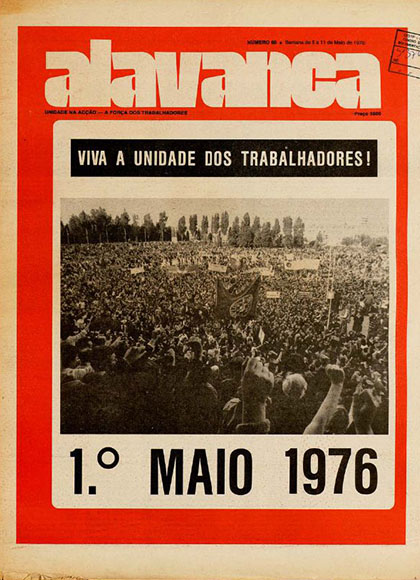 NÚMERO 66 • Semana de 5 a 11 de Maio de 1976
alavanca
UNIDADE NA ACÇÃO — A FORÇA DOS TRABALHADORES
Preço
VIVA A UNIDADE DOS TRABALHADORES!
1.º MAIO 1976